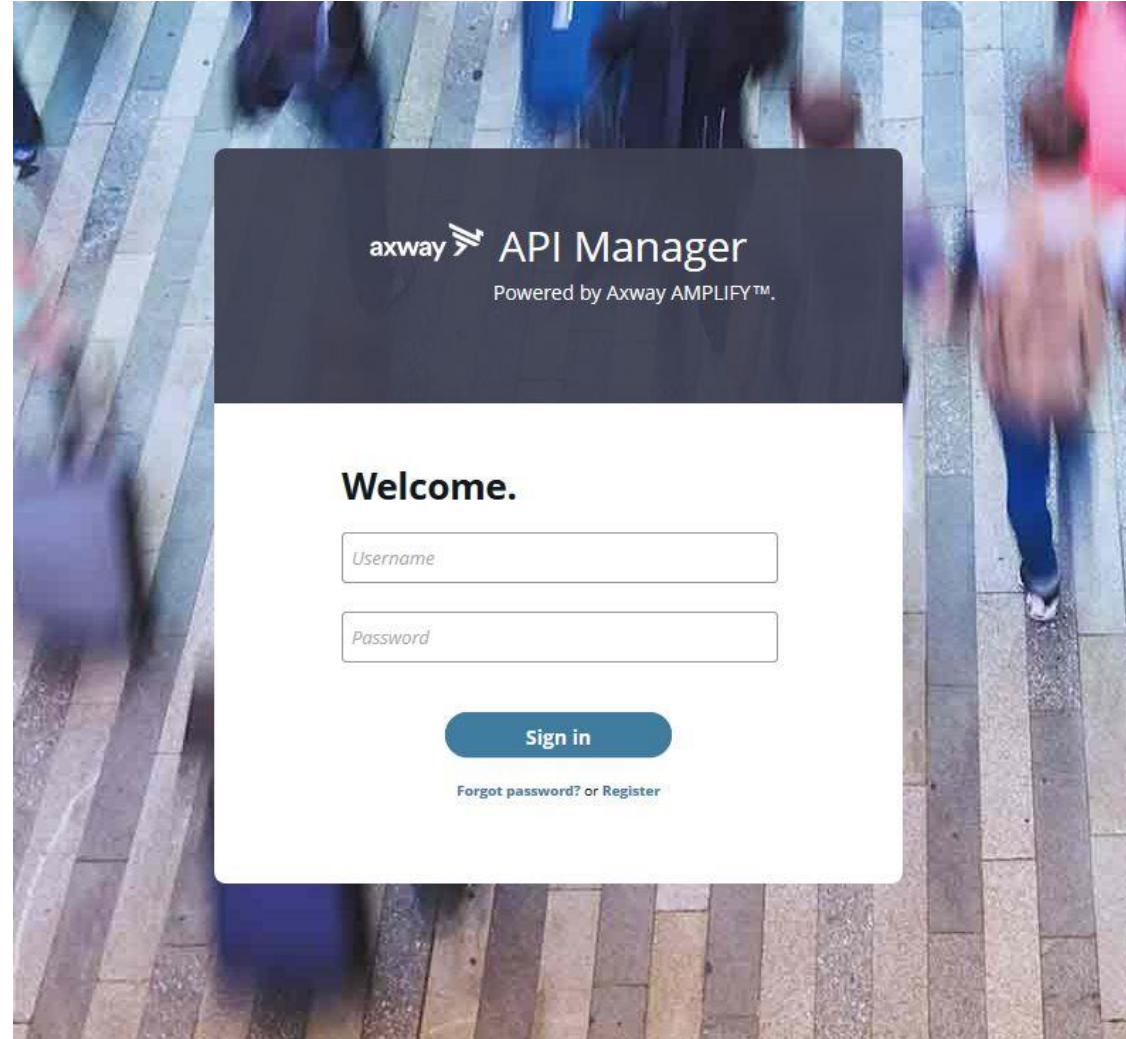 axway API Manager
Powered by Axway AMPLIFY™.
Welcome.
Username
Password
Sign in
Forgot password? or Register